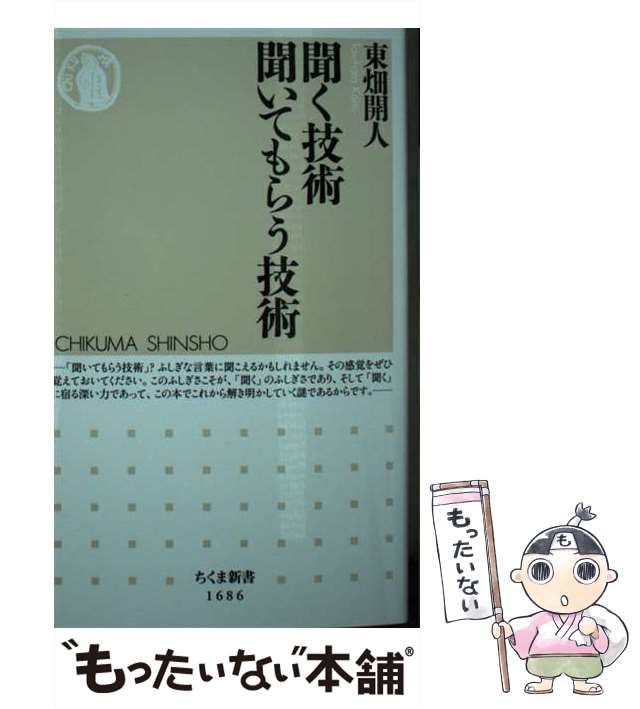 東畑開人
聞く技術
聞いてもらう技術
CHIKUMA SHINSHO
──「聞いてもらう技術」? ふしぎな言葉に聞こえるかもしれません。その感覚をぜひ
覚えておいてください。このふしぎさこそが、「聞く」のふしぎさであり、そして「聞く」
に宿る深い力であって、この本でこれから解き明かしていく謎であるからです。──
ちくま新書
1686
"もったいない"本舗®
もったいない
も